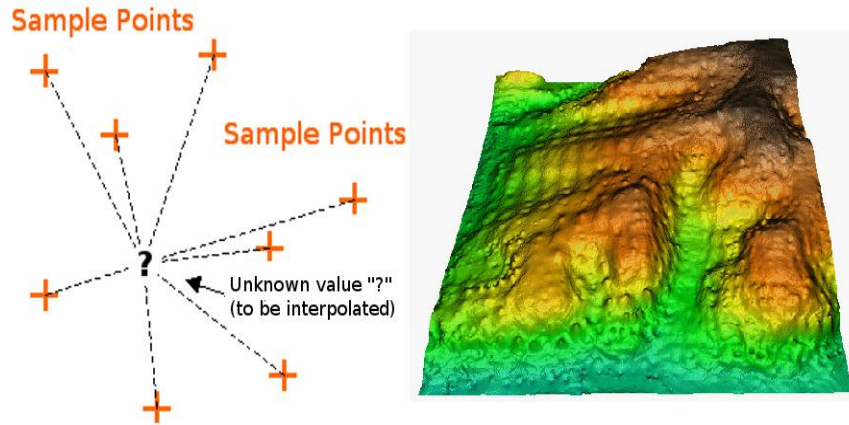 Sample Points
Sample Points
?
Unknown value "?"
(to be interpolated)